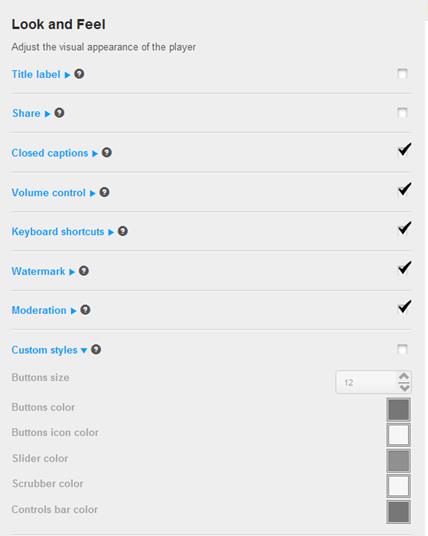 Look and Feel
Adjust the visual appearance of the player
Title label
Share
Closed captions
Volume control
Keyboard shortcuts
Watermark
Moderation
Custom styles
Buttons size 12
Buttons color
Buttons icon color
Slider color
Scrubber color
Controls bar color